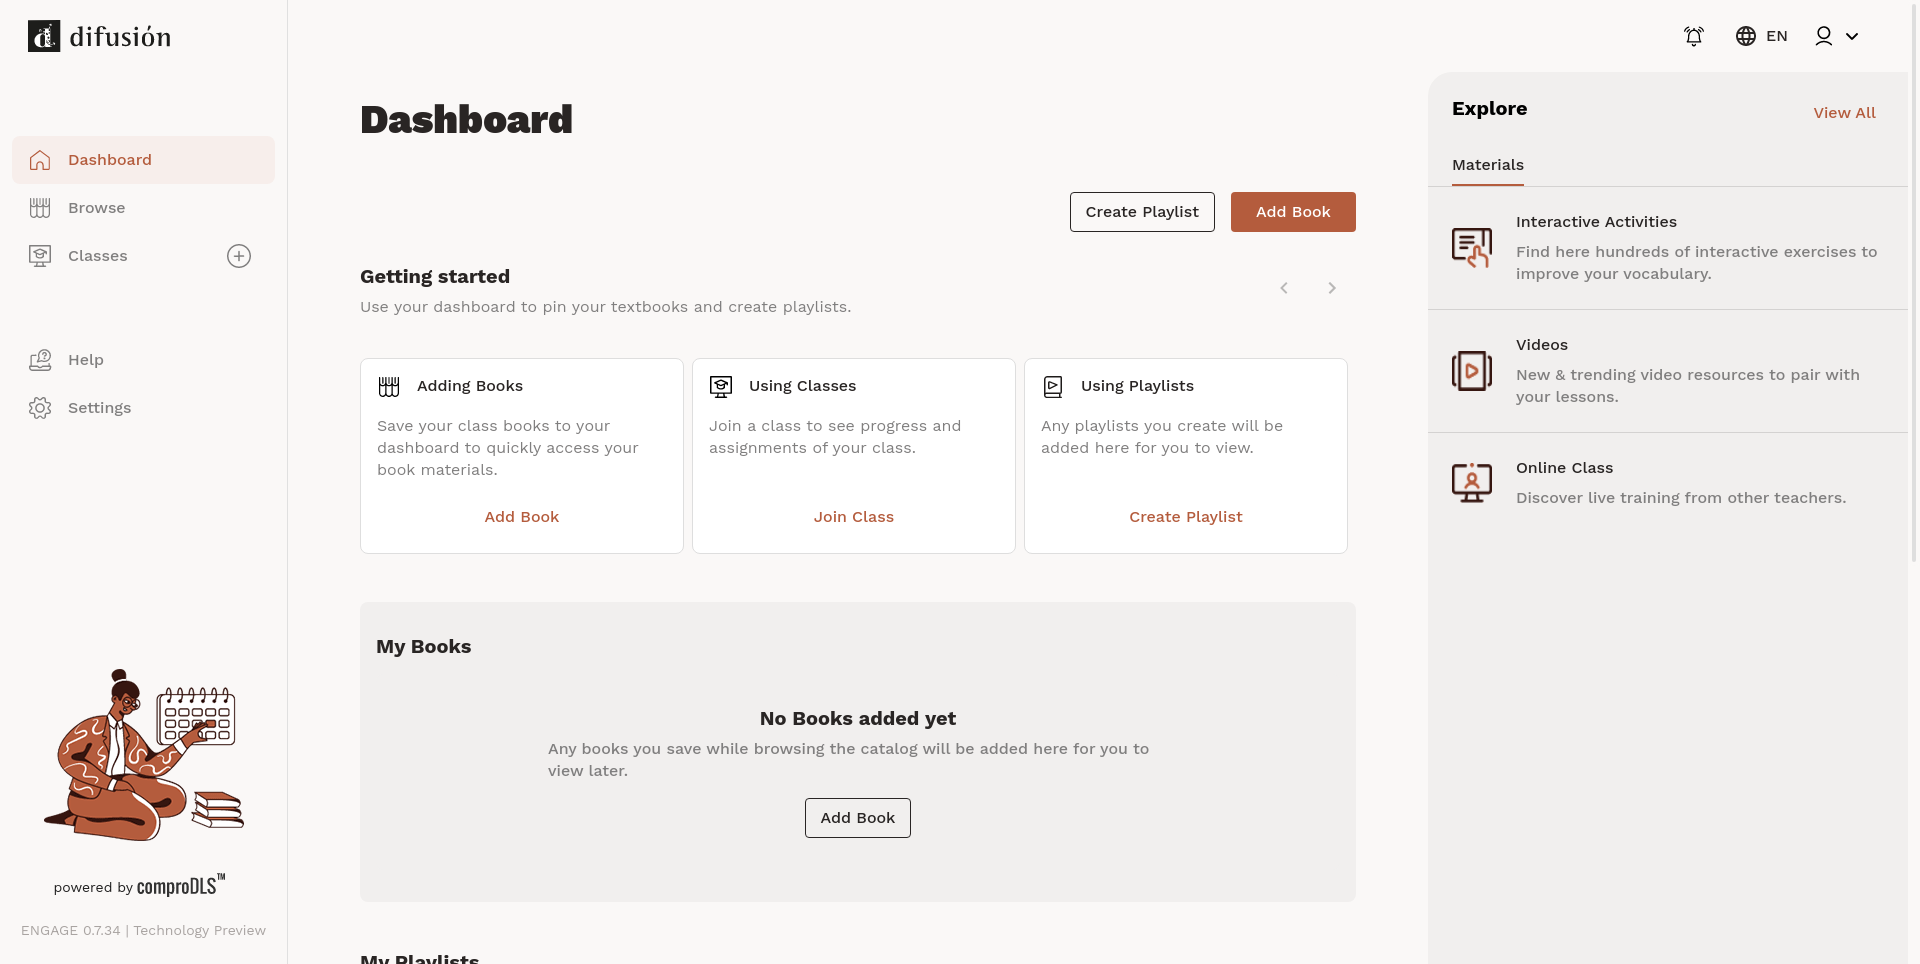 difusión
EN
Dashboard
Browse
Classes
Help
Settings
powered by comproDLS™
ENGAGE 0.7.34 | Technology Preview
Dashboard
Create Playlist
Add Book
Getting started
Use your dashboard to pin your textbooks and create playlists.
Adding Books
Save your class books to your
dashboard to quickly access your
book materials.
Add Book
Using Classes
Join a class to see progress and
assignments of your class.
Join Class
Using Playlists
Any playlists you create will be
added here for you to view.
Create Playlist
My Books
No Books added yet
Any books you save while browsing the catalog will be added here for you to
view later.
Add Book
My Playlists
Explore
View All
Materials
Interactive Activities
Find here hundreds of interactive exercises to
improve your vocabulary.
Videos
New & trending video resources to pair with
your lessons.
Online Class
Discover live training from other teachers.